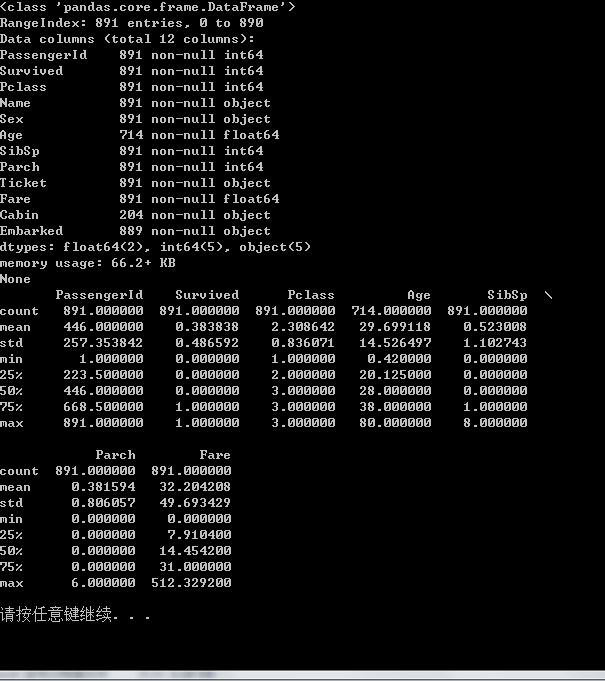 <class 'pandas.core.frame.DataFrame'>
RangeIndex: 891 entries, 0 to 890
Data columns (total 12 columns):
PassengerId    891 non-null int64
Survived       891 non-null int64
Pclass         891 non-null int64
Name           891 non-null object
Sex            891 non-null object
Age            714 non-null float64
SibSp          891 non-null int64
Parch          891 non-null int64
Ticket         891 non-null object
Fare           891 non-null float64
Cabin          204 non-null object
Embarked       889 non-null object
dtypes: float64(2), int64(5), object(5)
memory usage: 66.2+ KB
None
       PassengerId    Survived      Pclass         Age       SibSp  \
count   891.000000  891.000000  891.000000  714.000000  891.000000
mean    446.000000    0.383838    2.308642   29.699118    0.523008
std     257.353842    0.486592    0.836071   14.526497    1.102743
min       1.000000    0.000000    1.000000    0.420000    0.000000
25%     223.500000    0.000000    2.000000   20.125000    0.000000
50%     446.000000    0.000000    3.000000   28.000000    0.000000
75%     668.500000    1.000000    3.000000   38.000000    1.000000
max     891.000000    1.000000    3.000000   80.000000    8.000000
            Parch        Fare
count  891.000000  891.000000
mean     0.381594   32.204208
std      0.806057   49.693429
min      0.000000    0.000000
25%      0.000000    7.910400
50%      0.000000   14.454200
75%      0.000000   31.000000
max      6.000000  512.329200
请按任意键继续. . .